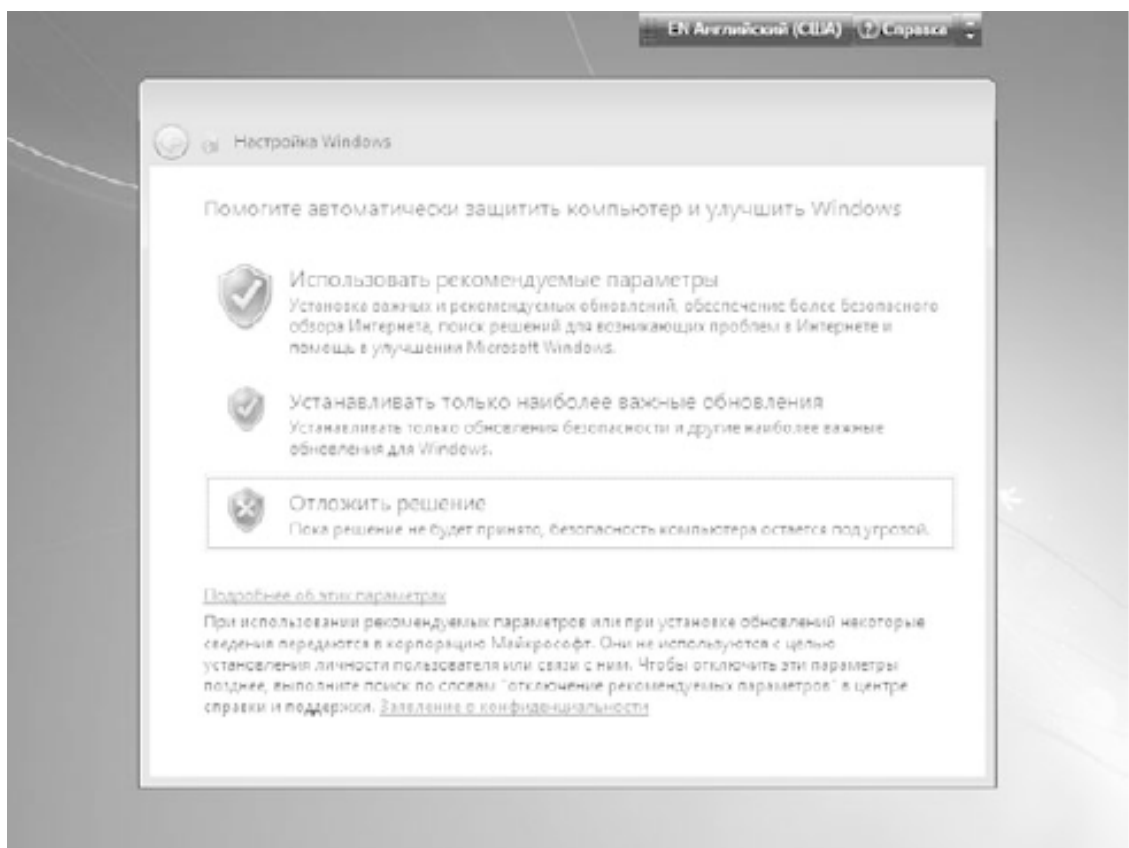 EN Английский (США) Справка
Настройка Windows
Помогите автоматически защитить компьютер и улучшить Windows
Использовать рекомендуемые параметры
Установка важных и рекомендуемых обновлений, обеспечение более безопасного
обзора Интернета, поиск решений для возникающих проблем в Интернете и
помощь в улучшении Microsoft Windows.
Устанавливать только наиболее важные обновления
Устанавливать только обновления безопасности и другие наиболее важные
обновления для Windows.
Отложить решение
Пока решение не будет принято, безопасность компьютера остается под угрозой.
Подробнее об этих параметрах
При использовании рекомендуемых параметров или при установке обновлений некоторые
сведения передаются в корпорацию Майкрософт. Они не используются с целью
установления личности пользователя или связи с ним. Чтобы отключить эти параметры
позднее, выполните поиск по словам "отключение рекомендуемых параметров" в центре
справки и поддержки. Заявление о конфиденциальности